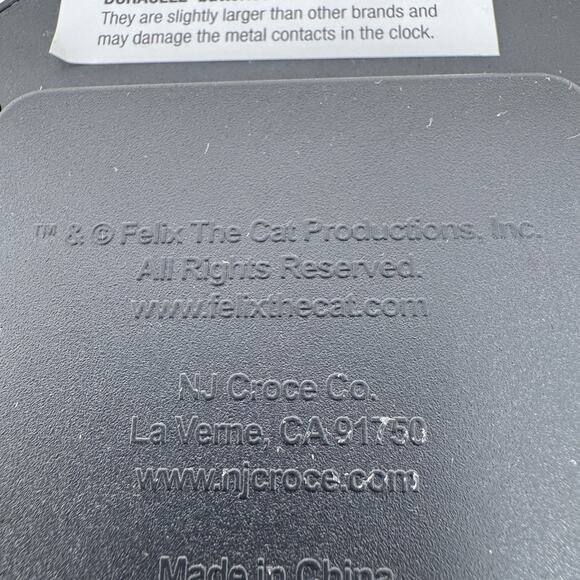 They are slightly larger than other brands and
may damage the metal contacts in the clock.
™ & © Felix The Cat Productions, Inc.
All Rights Reserved.
www.felixthecat.com
NJ Croce Co.
La Verne, CA 91750
www.njcroce.com
Made in China